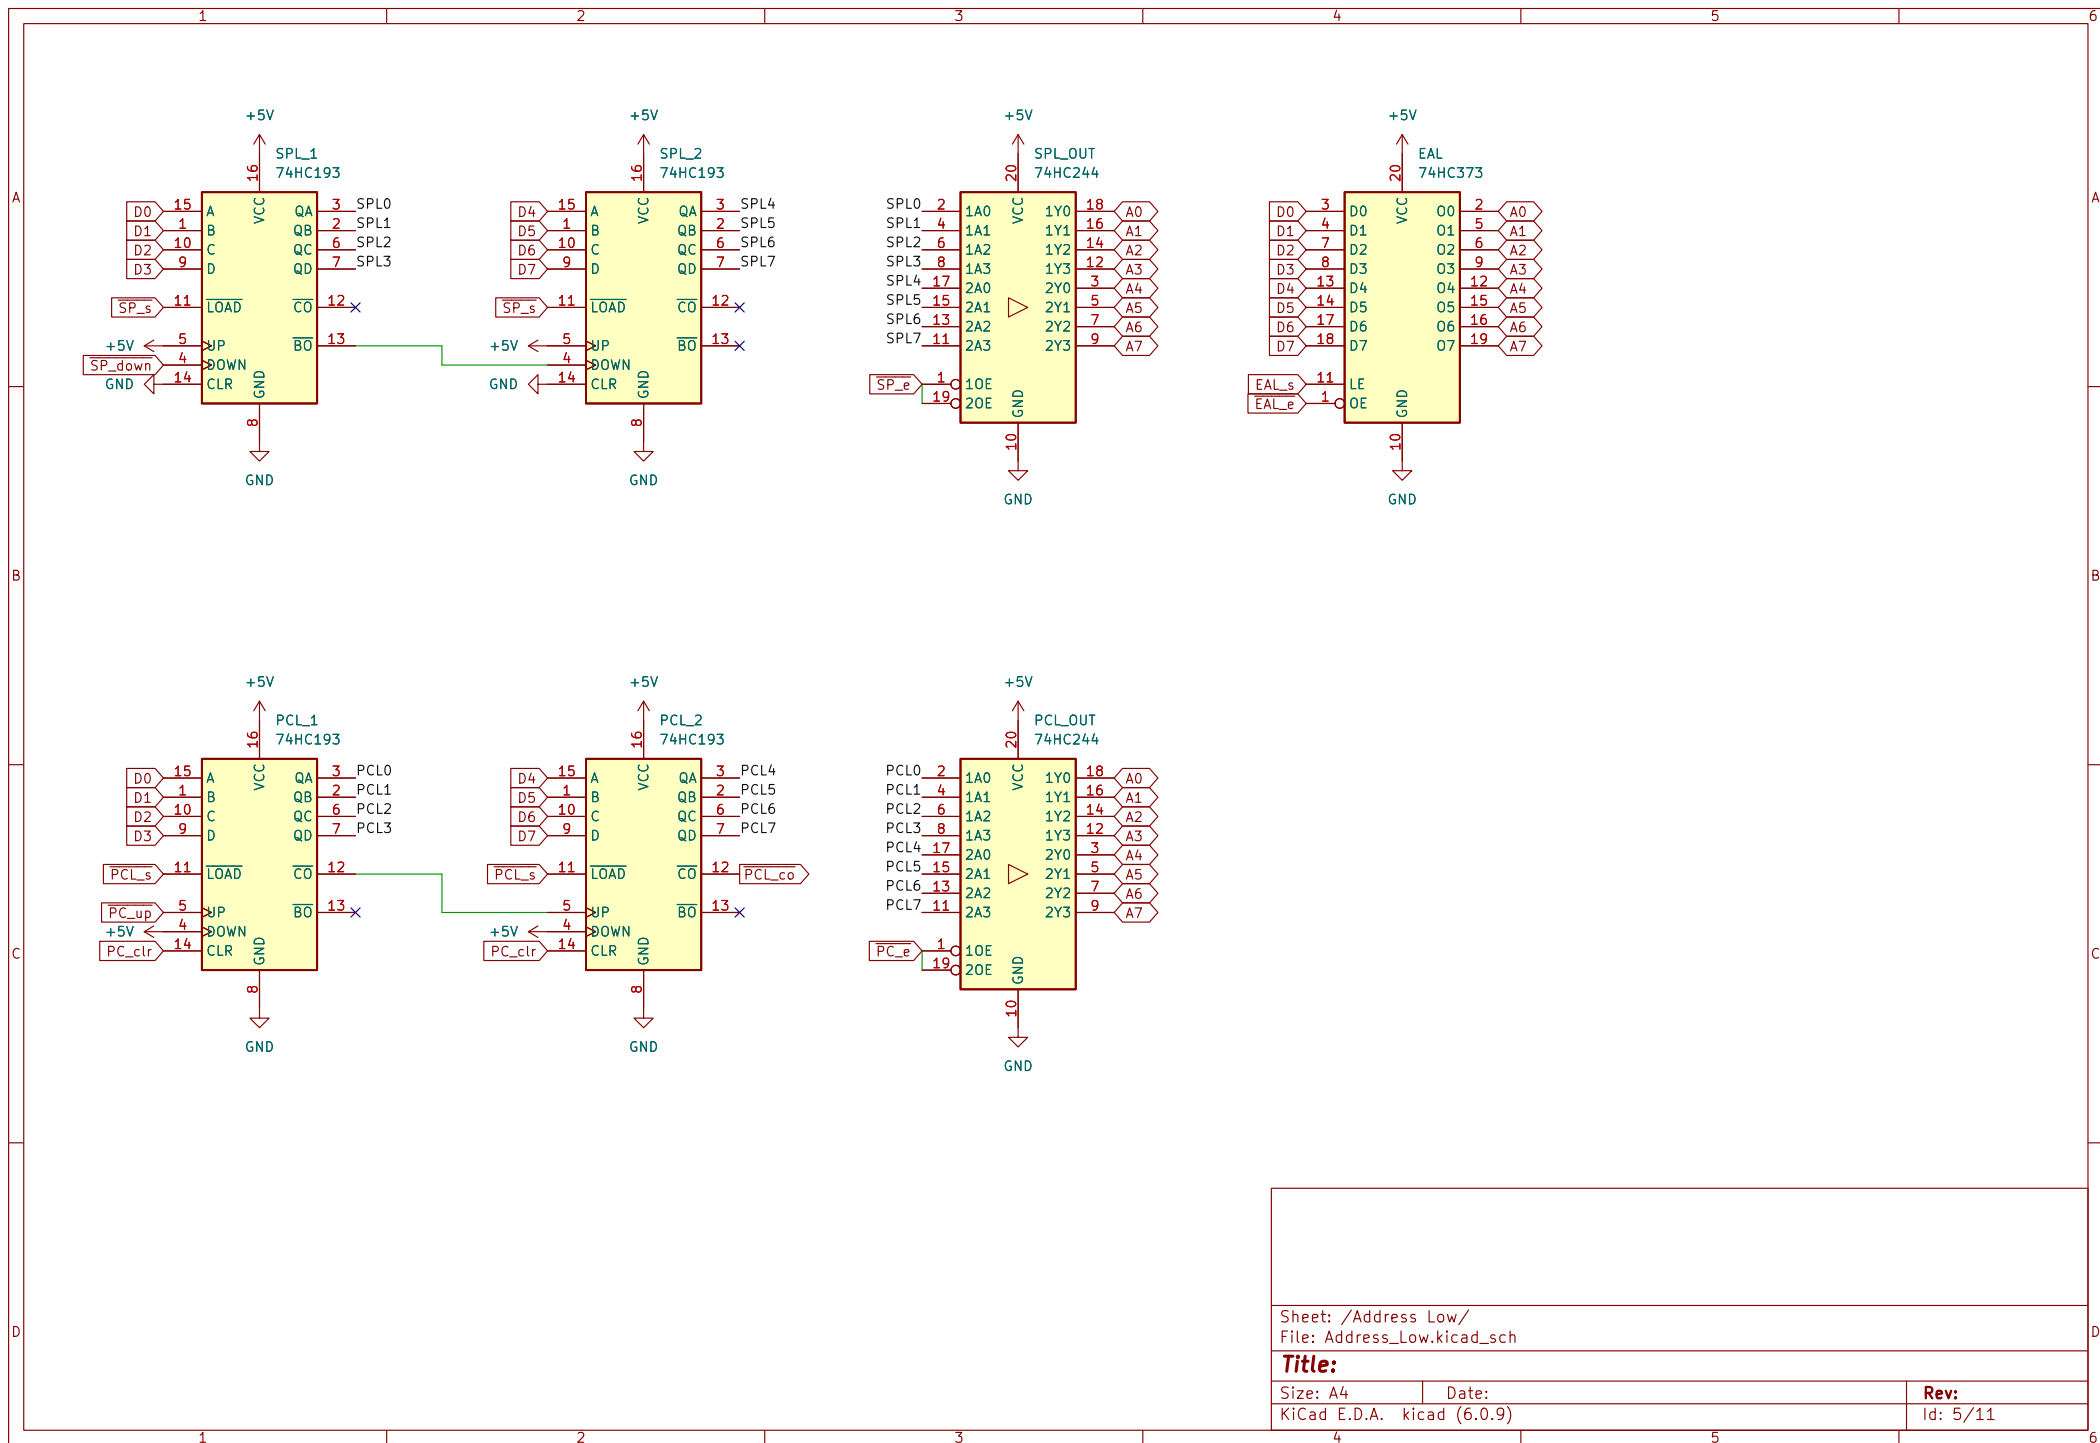 1 2 3 4 5 6
+5V +5V +5V +5V
SPL_1 SPL_2 SPL_OUT EAL
74HC193 74HC193 74HC244 74HC373
16 16 20 20
A VCC VCC VCC VCC A
D0 15 A QA 3 SPL0 D4 15 A QA 3 SPL4 SPL0 2 1A0 1Y0 18 A0 D0 3 D0 O0 2 A0
D1 1 B QB 2 SPL1 D5 1 B QB 2 SPL5 SPL1 4 1A1 1Y1 16 A1 D1 4 D1 O1 5 A1
D2 10 C QC 6 SPL2 D6 10 C QC 6 SPL6 SPL2 6 1A2 1Y2 14 A2 D2 7 D2 O2 6 A2
D3 9 D QD 7 SPL3 D7 9 D QD 7 SPL7 SPL3 8 1A3 1Y3 12 A3 D3 8 D3 O3 9 A3
SPL4 17 2A0 2Y0 3 A4 D4 13 D4 O4 12 A4
SP_s 11 LOAD CO 12 SP_s 11 LOAD CO 12 SPL5 15 2A1 2Y1 5 A5 D5 14 D5 O5 15 A5
SPL6 13 2A2 2Y2 7 A6 D6 17 D6 O6 16 A6
+5V 5 UP BO 13 +5V 5 UP BO 13 SPL7 11 2A3 2Y3 9 A7 D7 18 D7 O7 19 A7
SP_down 4 DOWN 4 DOWN
GND 14 CLR GND GND 14 CLR GND SP_e 1 1OE EAL_s 11 LE
19 2OE GND EAL_e 1 OE GND
8 8 10 10
GND GND GND GND
B B
+5V +5V +5V
PCL_1 PCL_2 PCL_OUT
74HC193 74HC193 74HC244
16 16 20
VCC VCC VCC
D0 15 A QA 3 PCL0 D4 15 A QA 3 PCL4 PCL0 2 1A0 1Y0 18 A0
D1 1 B QB 2 PCL1 D5 1 B QB 2 PCL5 PCL1 4 1A1 1Y1 16 A1
D2 10 C QC 6 PCL2 D6 10 C QC 6 PCL6 PCL2 6 1A2 1Y2 14 A2
D3 9 D QD 7 PCL3 D7 9 D QD 7 PCL7 PCL3 8 1A3 1Y3 12 A3
PCL4 17 2A0 2Y0 3 A4
PCL_s 11 LOAD CO 12 PCL_s 11 LOAD CO 12 PCL_co PCL5 15 2A1 2Y1 5 A5
PCL6 13 2A2 2Y2 7 A6
PC_up 5 UP BO 13 5 UP BO 13 PCL7 11 2A3 2Y3 9 A7
+5V 4 DOWN +5V 4 DOWN
C PC_clr 14 CLR GND PC_clr 14 CLR GND PC_e 1 1OE C
19 2OE GND
8 8 10
GND GND GND
D D
Sheet: /Address Low/
File: Address_Low.kicad_sch
Title:
Size: A4 Date: Rev:
KiCad E.D.A. kicad (6.0.9) Id: 5/11
1 2 3 4 5 6